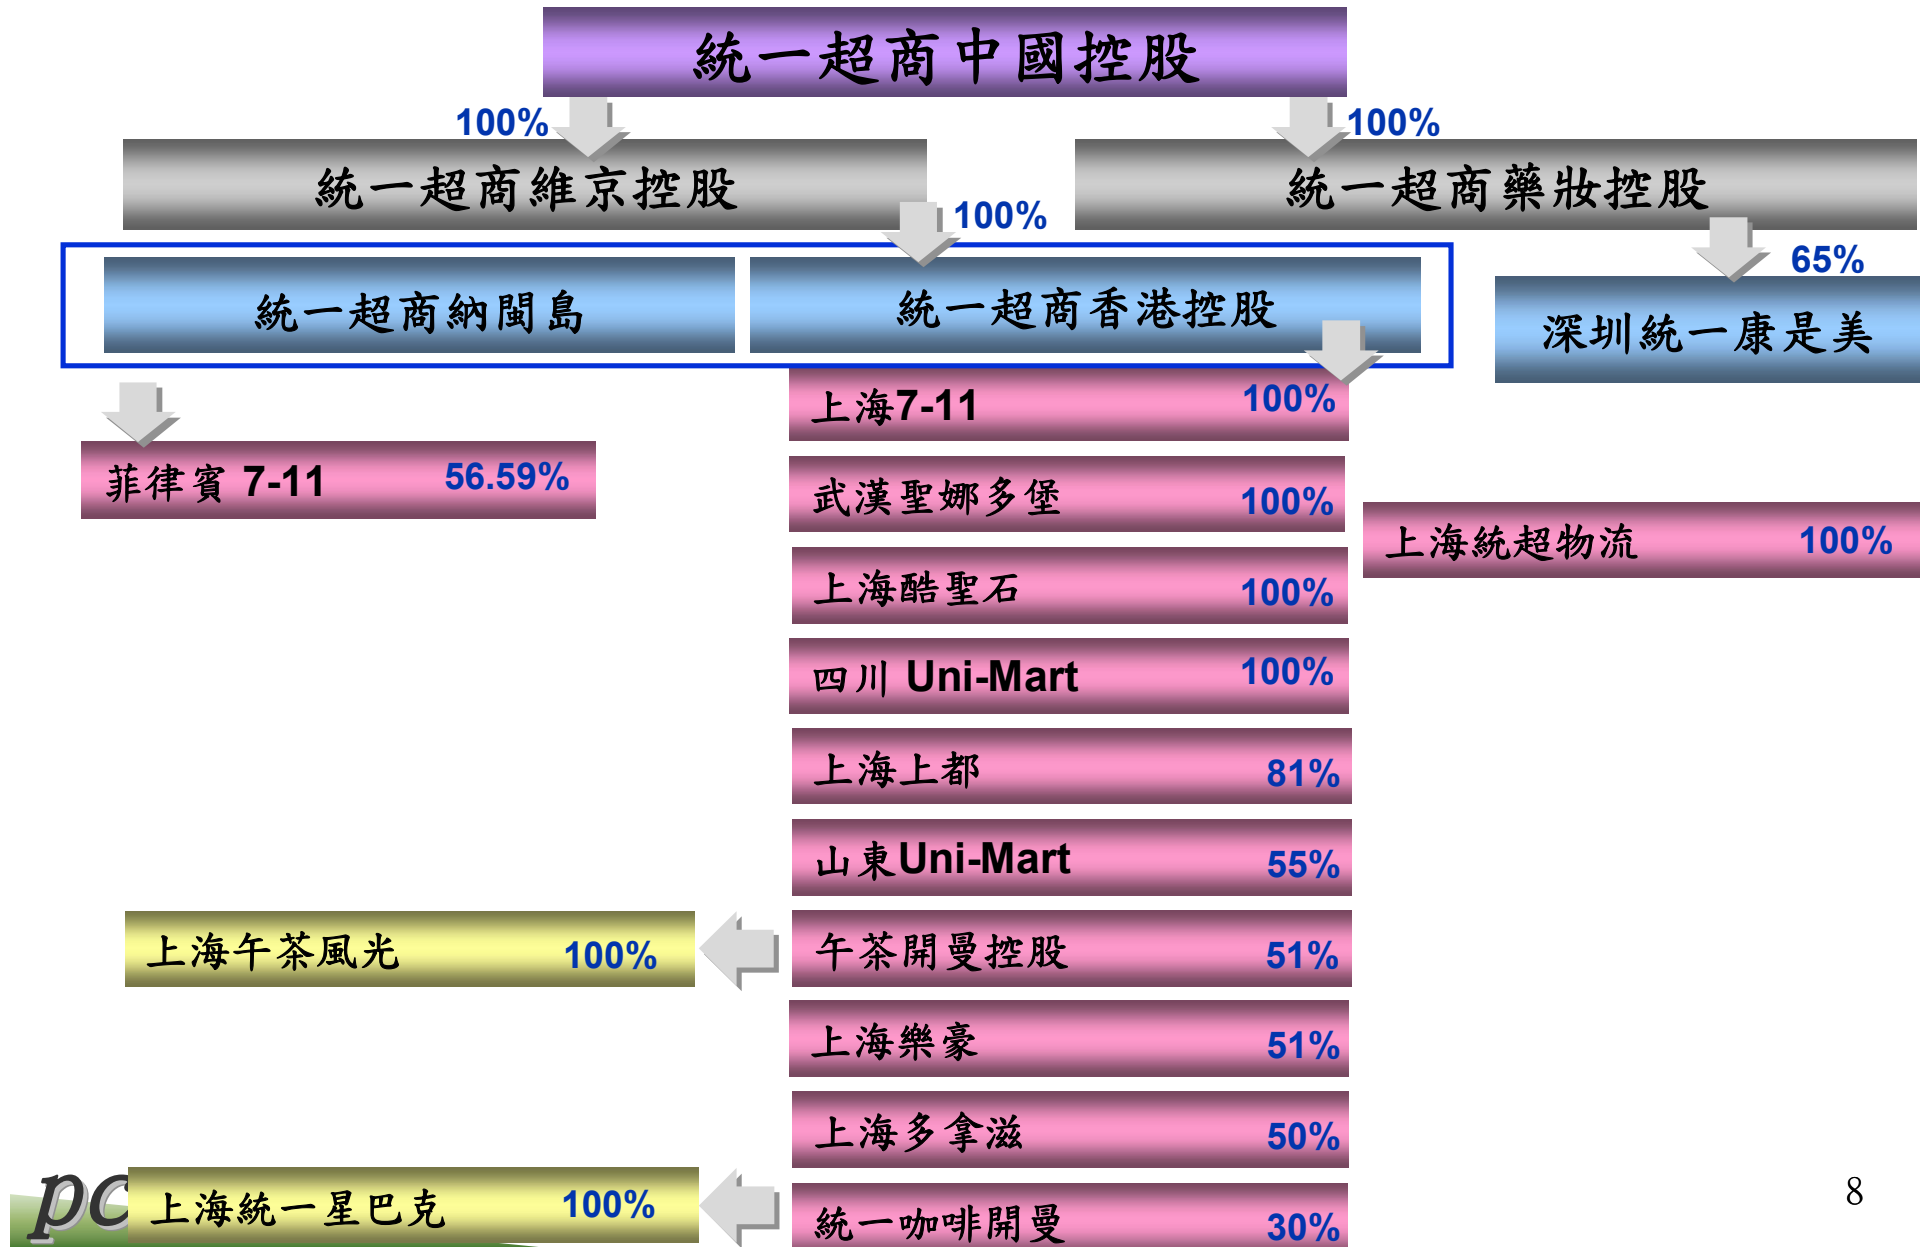 統一超商中國控股
100%
100%
統一超商維京控股
統一超商藥妝控股
100%
65%
統一超商納閩島
統一超商香港控股
深圳統一康是美
上海7-11 100%
菲律賓 7-11 56.59%
武漢聖娜多堡 100%
上海統超物流 100%
上海酷聖石 100%
四川 Uni-Mart 100%
上海上都 81%
山東Uni-Mart 55%
上海午茶風光 100%
午茶開曼控股 51%
上海樂豪 51%
上海多拿滋 50%
上海統一星巴克 100%
統一咖啡開曼 30%
8